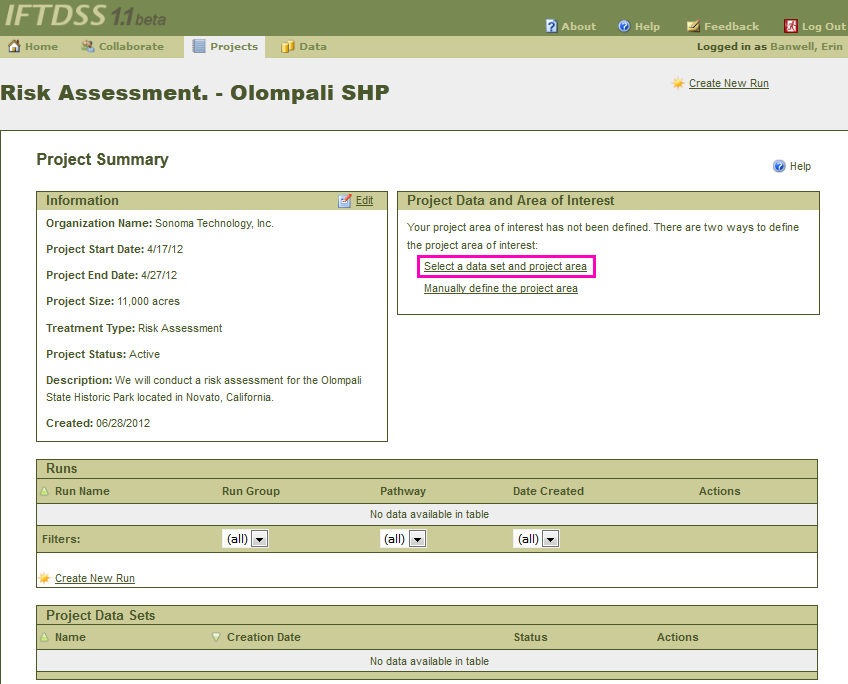 IFTDSS 1.1 beta
About Help Feedback Log Out
Home Collaborate Projects Data Logged in as Banwell, Erin
Risk Assessment. - Olompali SHP
Create New Run
Project Summary
Help
Information Edit
Organization Name: Sonoma Technology, Inc.
Project Start Date: 4/17/12
Project End Date: 4/27/12
Project Size: 11,000 acres
Treatment Type: Risk Assessment
Project Status: Active
Description: We will conduct a risk assessment for the Olompali
State Historic Park located in Novato, California.
Created: 06/28/2012
Project Data and Area of Interest
Your project area of interest has not been defined. There are two ways to define
the project area of interest:
Select a data set and project area
Manually define the project area
Runs
Run Name Run Group Pathway Date Created Actions
No data available in table
Filters: (all) (all) (all)
Create New Run
Project Data Sets
Name Creation Date Status Actions
No data available in table